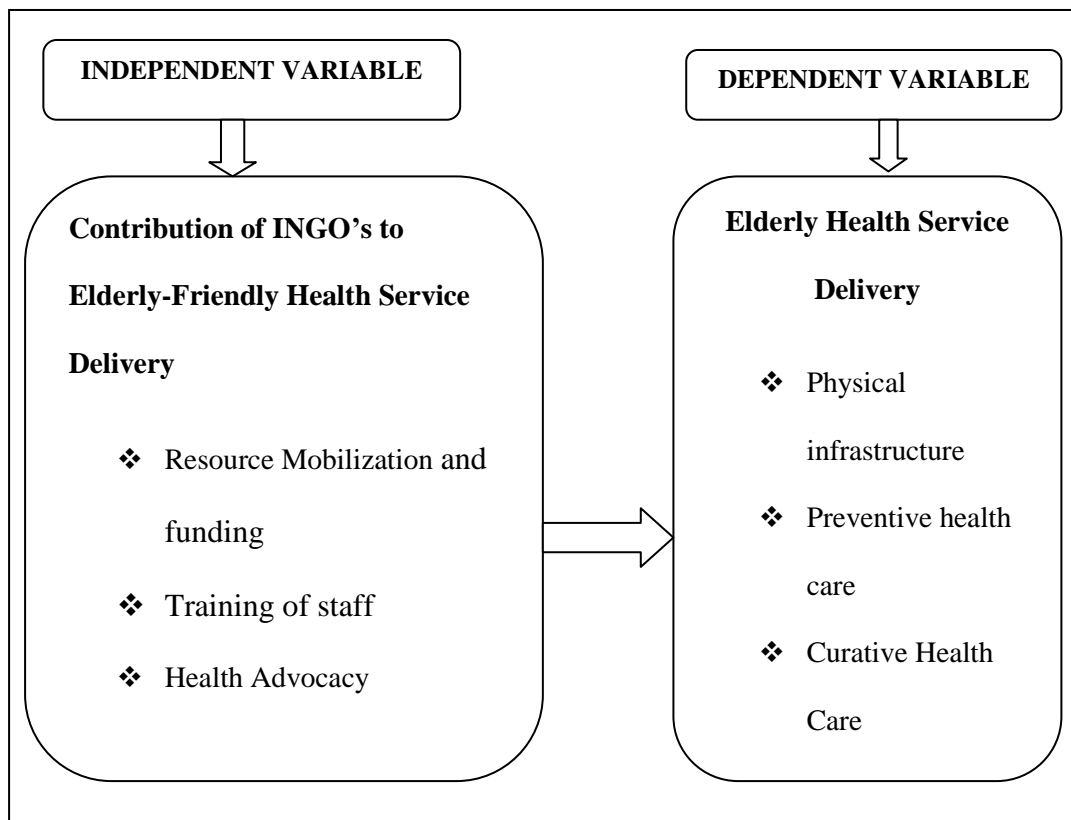 INDEPENDENT VARIABLE
Contribution of INGO’s to
Elderly-Friendly Health Service
Delivery
❖ Resource Mobilization and
funding
❖ Training of staff
❖ Health Advocacy
DEPENDENT VARIABLE
Elderly Health Service
Delivery
❖ Physical
infrastructure
❖ Preventive health
care
❖ Curative Health
Care